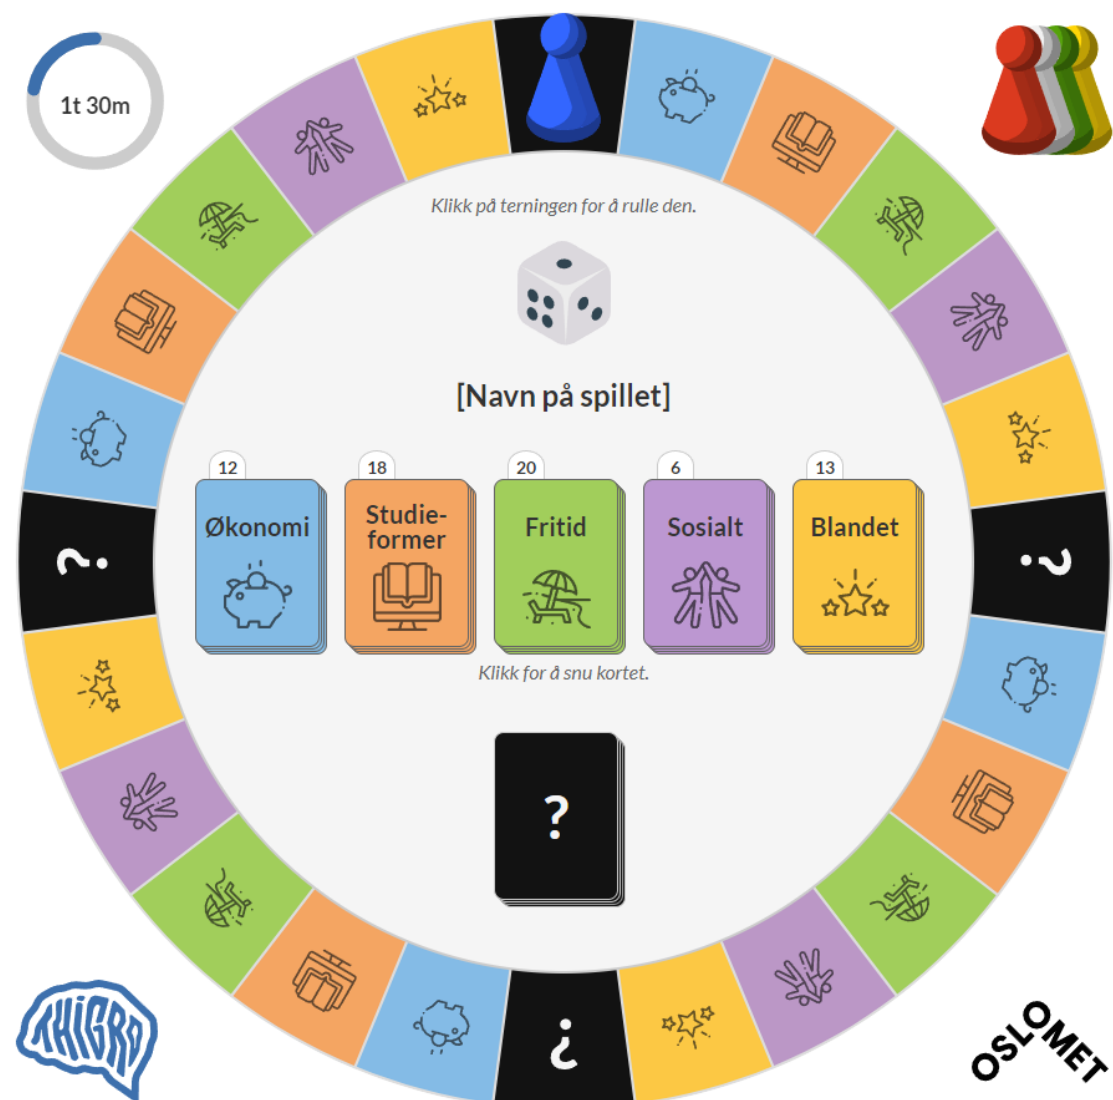 1t 30m
Klikk på terningen for å rulle den.
[Navn på spillet]
12
18
20
6
13
Økonomi
Studie-
former
Fritid
Sosialt
Blandet
Klikk for å snu kortet.
?
?
?
?
THiGRO
OSLOMET